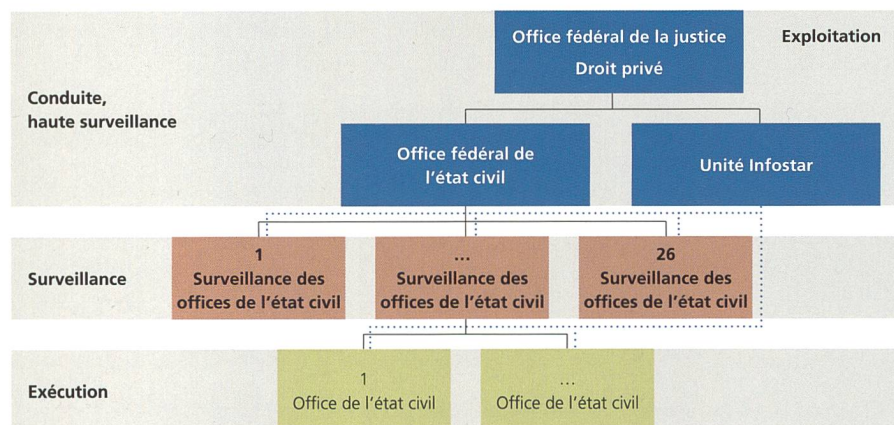 Office fédéral de la justice
Droit privé
Exploitation
Conduite,
haute surveillance
Office fédéral de
l'état civil
Unité Infostar
Surveillance
1
Surveillance des
offices de l'état civil
...
Surveillance des
offices de l'état civil
26
Surveillance des
offices de l'état civil
Exécution
1
Office de l'état civil
...
Office de l'état civil